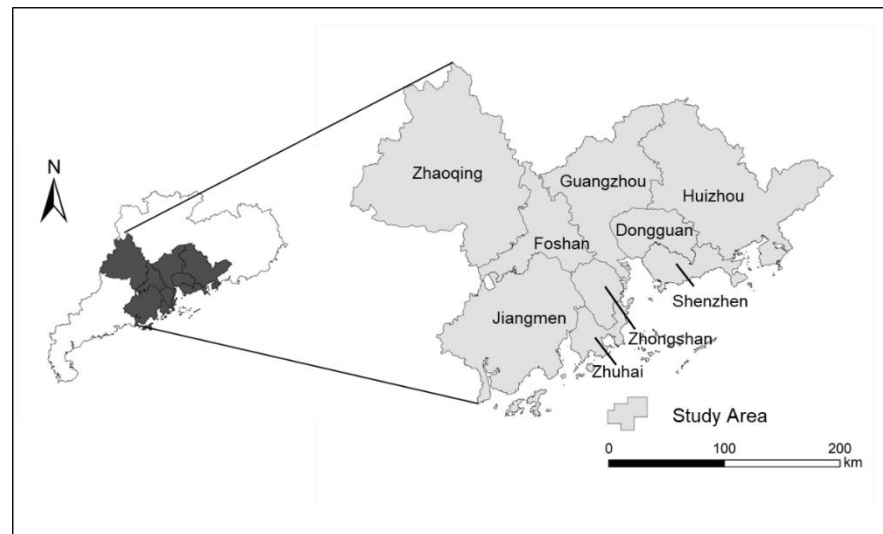 N
Zhaoqing
Guangzhou
Huizhou
Dongguan
Foshan
Shenzhen
Jiangmen
Zhongshan
Zhuhai
Study Area
0 100 200
km